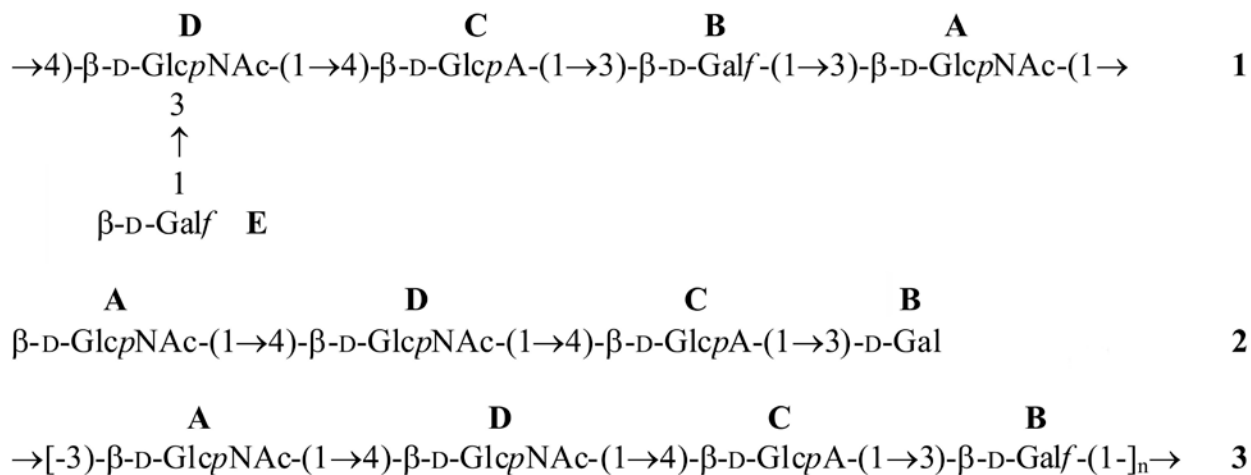 D C B A
→4)-β-D-GlcpNAc-(1→4)-β-D-GlcpA-(1→3)-β-D-Galf-(1→3)-β-D-GlcpNAc-(1→ 1
3
↑
1
β-D-Galf E
A D C B
β-D-GlcpNAc-(1→4)-β-D-GlcpNAc-(1→4)-β-D-GlcpA-(1→3)-D-Gal 2
A D C B
→[-3)-β-D-GlcpNAc-(1→4)-β-D-GlcpNAc-(1→4)-β-D-GlcpA-(1→3)-β-D-Galf-(1-]n→ 3